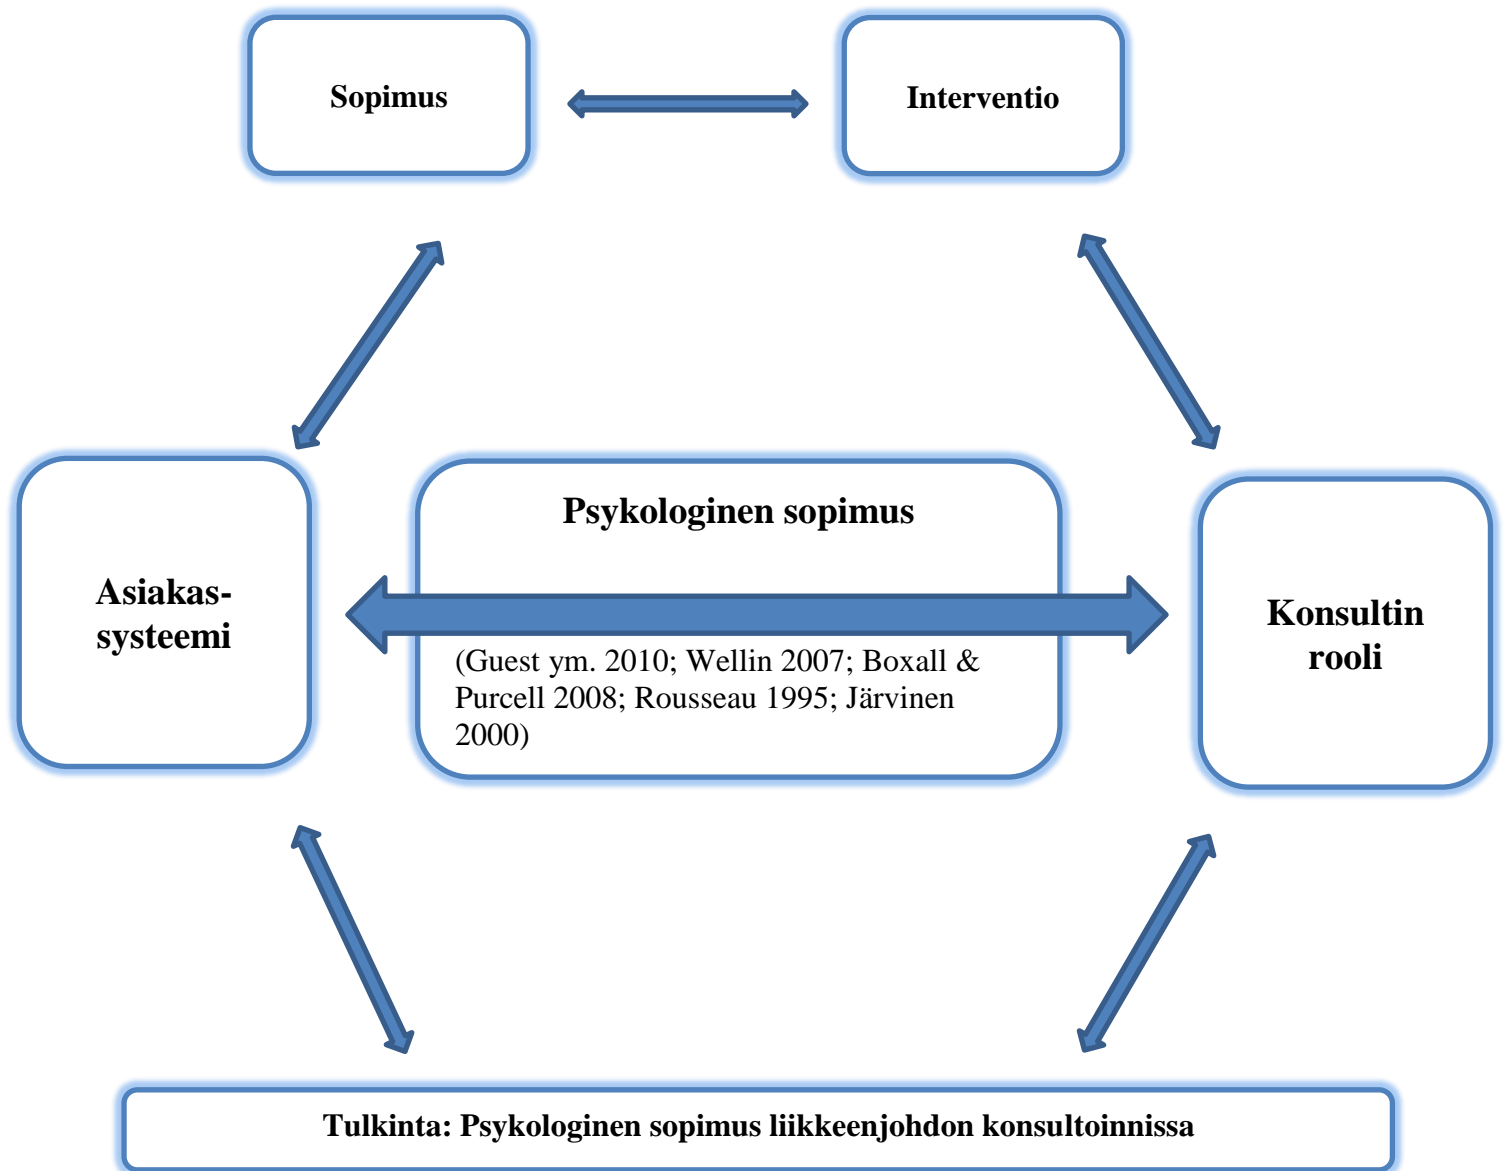 Sopimus
Interventio
Psykologinen sopimus
Asiakas-
systeemi
(Guest ym. 2010; Wellin 2007; Boxall &
Purcell 2008; Rousseau 1995; Järvinen
2000)
Konsultin
rooli
Tulkinta: Psykologinen sopimus liikkeenjohdon konsultoinnissa